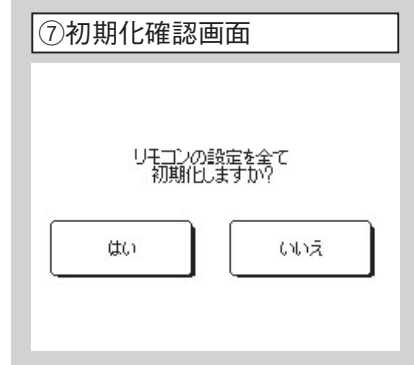 ⑦初期化確認画面
リモコンの設定を全て
初期化しますか?
はい
いいえ